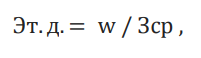 Эт. д. = w / Зср ,